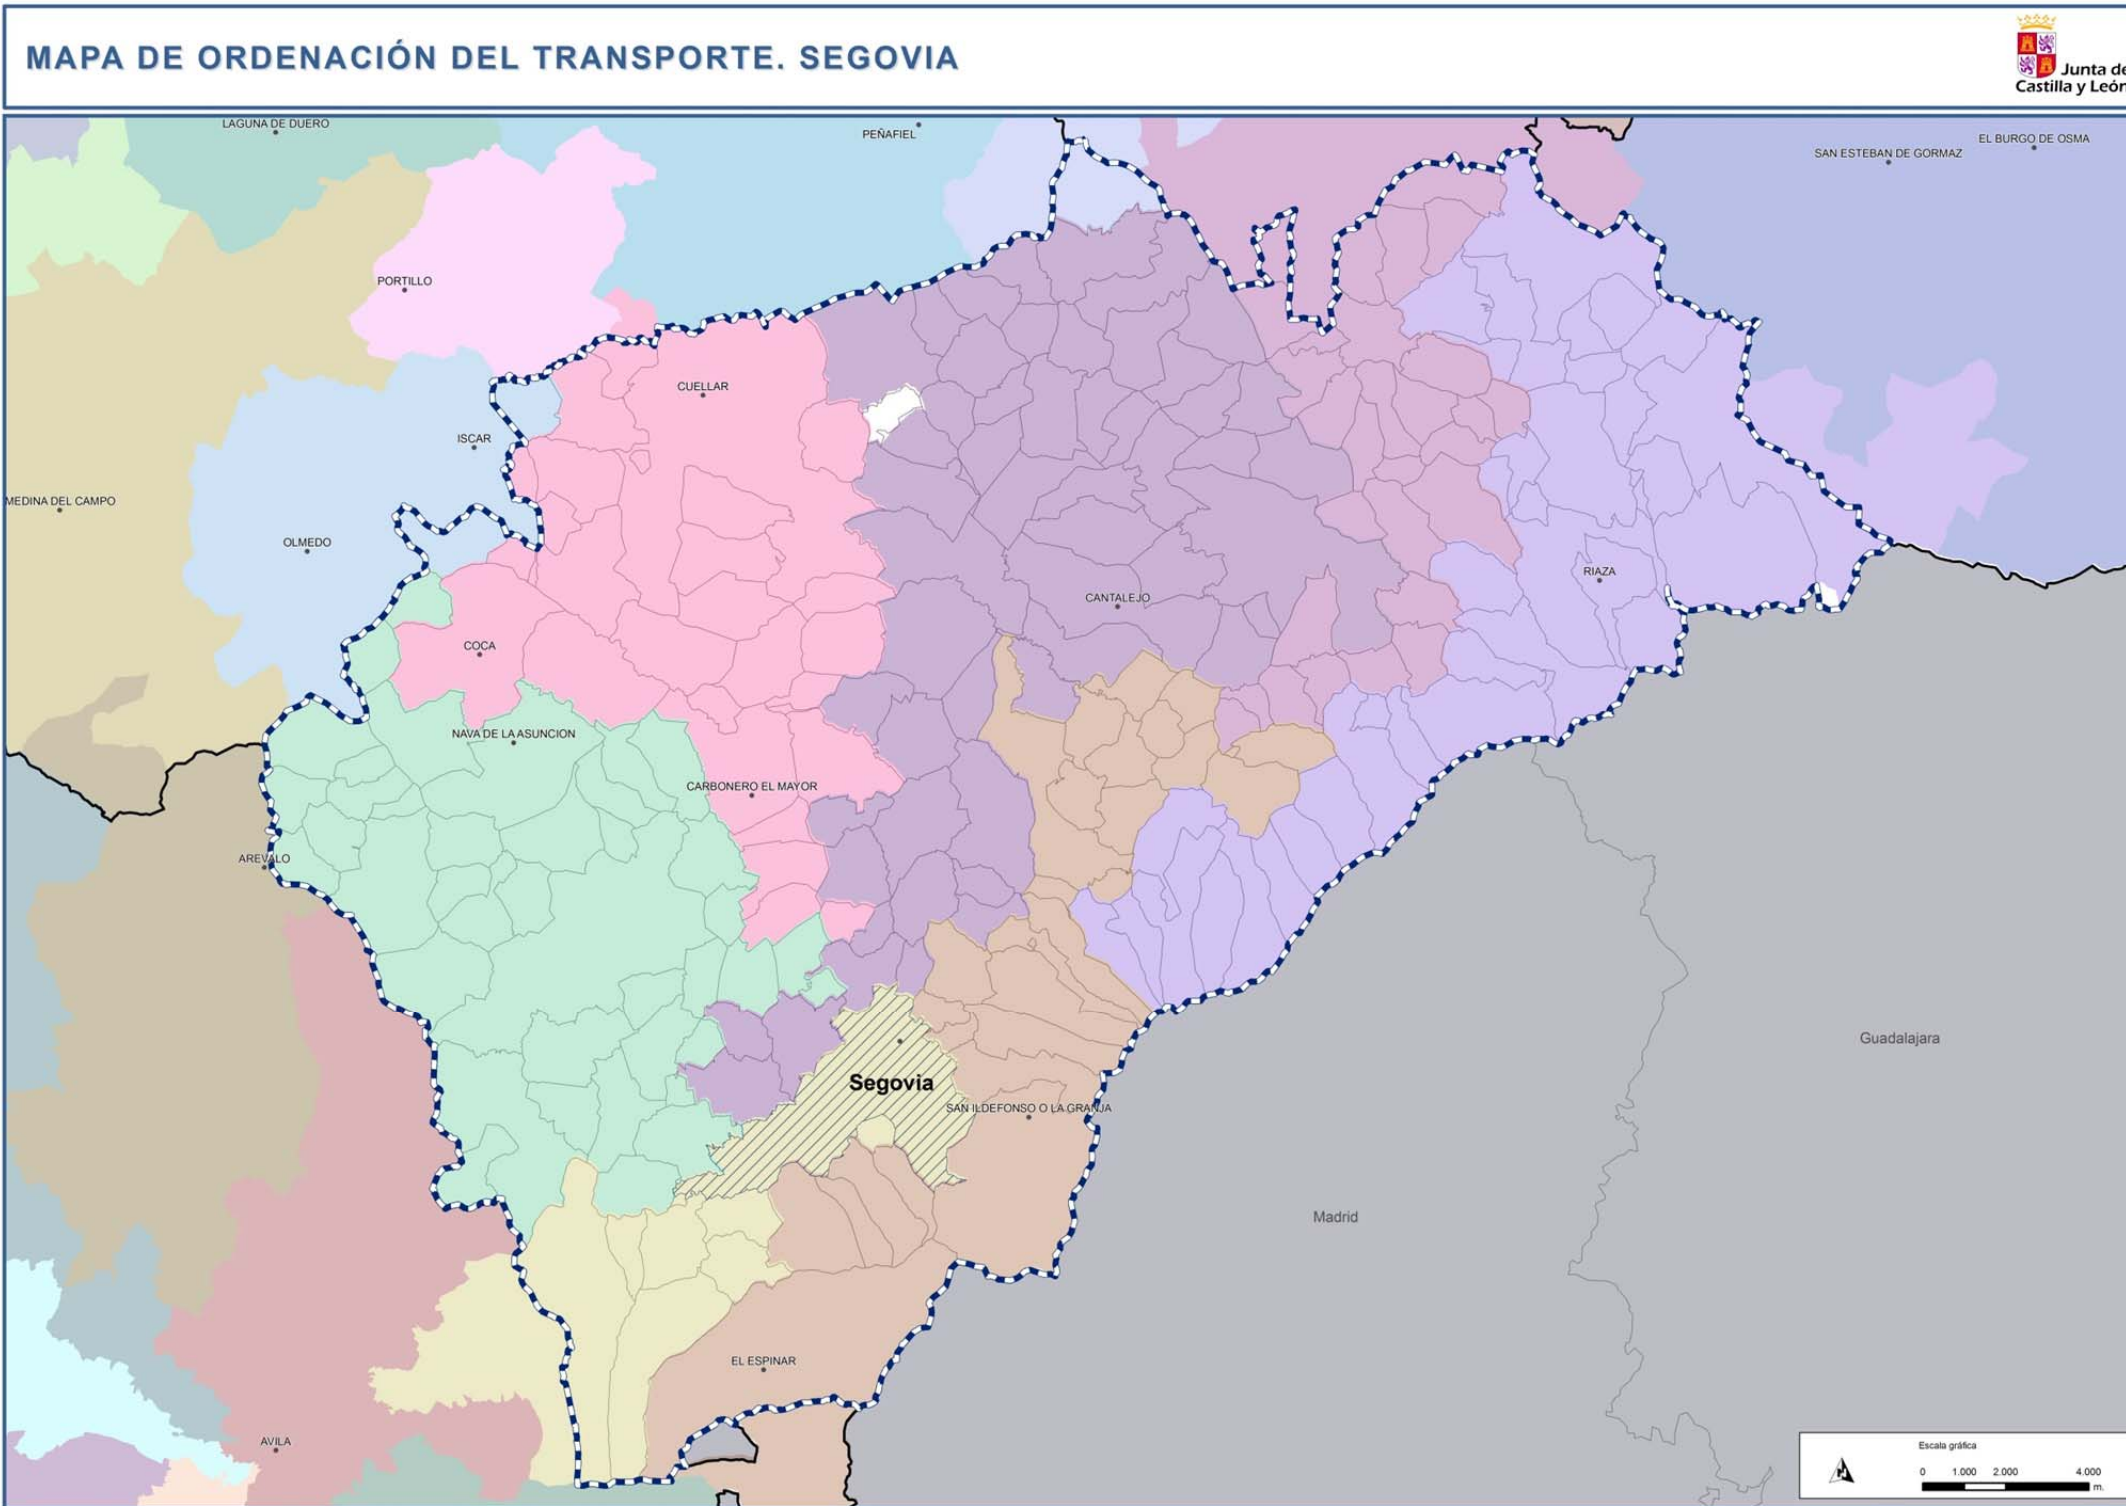 MAPA DE ORDENACIÓN DEL TRANSPORTE. SEGOVIA
Junta de
Castilla y León
LAGUNA DE DUERO
PEÑAFIEL
EL BURGO DE OSMA
SAN ESTEBAN DE GORMAZ
PORTILLO
CUELLAR
ISCAR
MEDINA DEL CAMPO
OLMEDO
RIAZA
CANTALEJO
COCA
NAVA DE LA ASUNCION
CARBONERO EL MAYOR
AREVALO
Guadalajara
Segovia
SAN ILDEFONSO O LA GRANJA
Madrid
EL ESPINAR
AVILA
Escala gráfica
0 1.000 2.000 4.000
m.